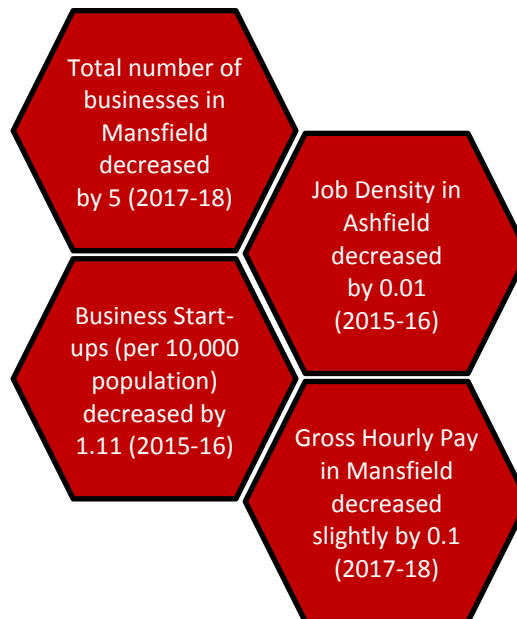 Total number of
businesses in
Mansfield
decreased
by 5 (2017-18)
Job Density in
Ashfield
decreased
by 0.01
(2015-16)
Business Start-
ups (per 10,000
population)
decreased by
1.11 (2015-16)
Gross Hourly Pay
in Mansfield
decreased
slightly by 0.1
(2017-18)